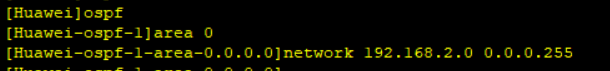 [Huawei]ospf
[Huawei-ospf-1]area 0
[Huawei-ospf-1-area-0.0.0.0]network 192.168.2.0 0.0.0.255